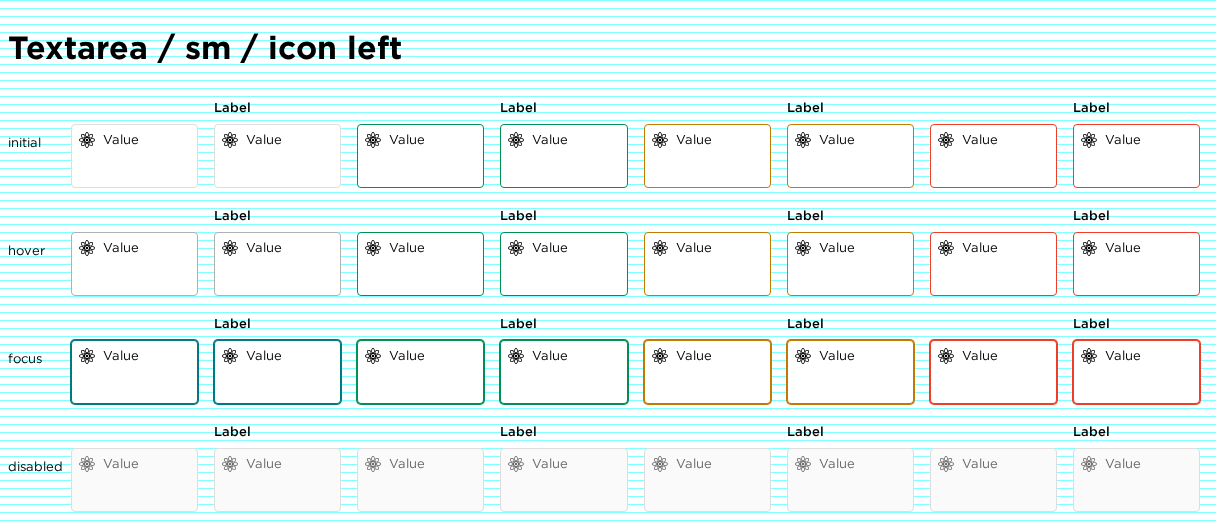 Textarea / sm / icon left
Label Label Label Label
initial Value Value Value Value Value Value Value Value
Label Label Label Label
hover Value Value Value Value Value Value Value Value
Label Label Label Label
focus Value Value Value Value Value Value Value Value
Label Label Label Label
disabled Value Value Value Value Value Value Value Value